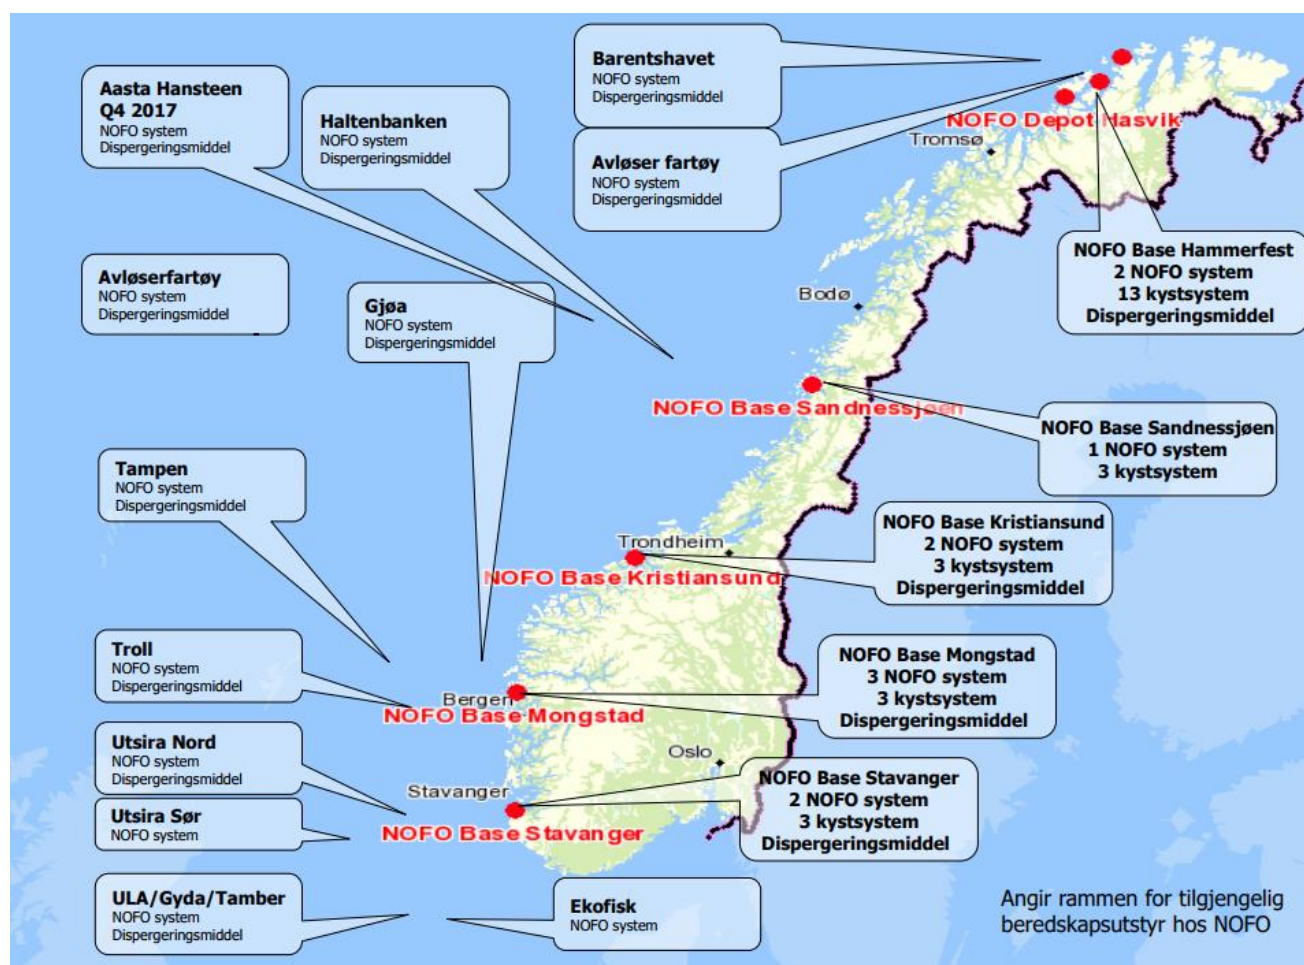 Barentshavet
NOFO system
Dispergeringsmiddel
Aasta Hansteen
Q4 2017
NOFO system
Dispergeringsmiddel
Haltenbanken
NOFO system
Dispergeringsmiddel
NOFO Depot Hasvik
Tromsø
Avløser fartøy
NOFO system
Dispergeringsmiddel
NOFO Base Hammerfest
2 NOFO system
13 kystsystem
Dispergeringsmiddel
Avløserfartøy
NOFO system
Dispergeringsmiddel
Gjøa
NOFO system
Dispergeringsmiddel
Bodø
NOFO Base Sandnessjøen
NOFO Base Sandnessjøen
1 NOFO system
3 kystsystem
Tampen
NOFO system
Dispergeringsmiddel
Trondheim
NOFO Base Kristiansund
NOFO Base Kristiansund
2 NOFO system
3 kystsystem
Dispergeringsmiddel
Troll
NOFO system
Dispergeringsmiddel
Bergen
NOFO Base Mongstad
NOFO Base Mongstad
3 NOFO system
3 kystsystem
Dispergeringsmiddel
Utsira Nord
NOFO system
Dispergeringsmiddel
Oslo
Stavanger
NOFO Base Stavanger
NOFO Base Stavanger
2 NOFO system
3 kystsystem
Dispergeringsmiddel
Utsira Sør
NOFO system
ULA/Gyda/Tamber
NOFO system
Dispergeringsmiddel
Ekofisk
NOFO system
Angir rammen for tilgjengelig
beredskapsutstyr hos NOFO